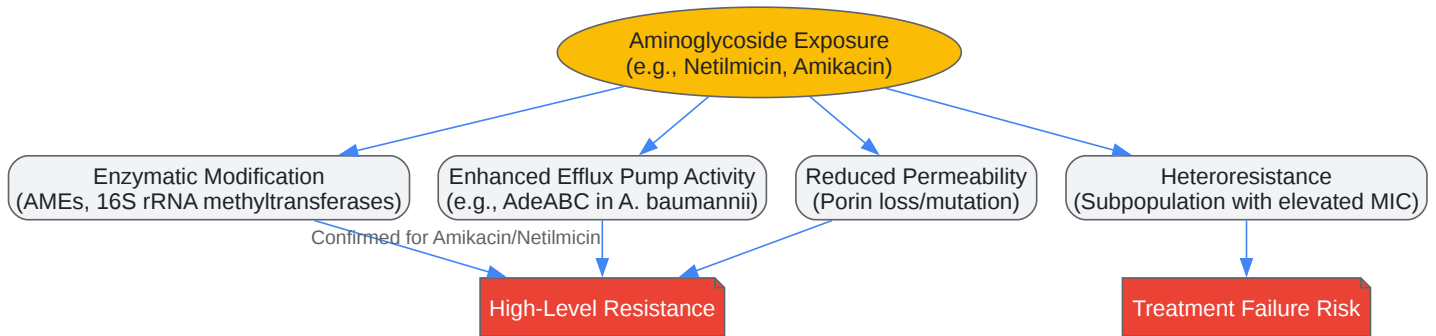 Aminoglycoside Exposure
(e.g., Netilmicin, Amikacin)
Enzymatic Modification
(AMEs, 16S rRNA methyltransferases)
Enhanced Efflux Pump Activity
(e.g., AdeABC in A. baumannii)
Reduced Permeability
(Porin loss/mutation)
Heteroresistance
(Subpopulation with elevated MIC)
Confirmed for Amikacin/Netilmicin
High-Level Resistance
Treatment Failure Risk